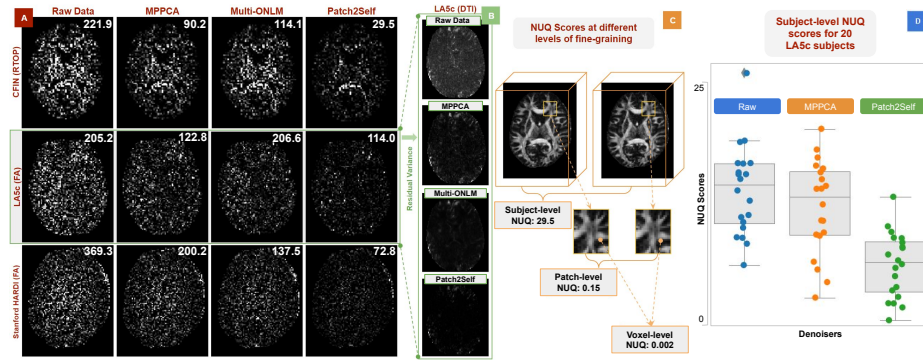 A
Raw Data MPPCA Multi-ONLM Patch2Self
CFIN (RTOP)
221.9 90.2 114.1 29.5
LA5c (FA)
205.2 122.8 206.6 114.0
Stanford HARDI (FA)
369.3 200.2 137.5 72.8
Residual Variance
LA5c (DTI)
B
Raw Data
MPPCA
Multi-ONLM
Patch2Self
NUQ Scores at different
levels of fine-graining
C
Subject-level
NUQ: 29.5
Patch-level
NUQ: 0.15
Voxel-level
NUQ: 0.002
Subject-level NUQ
scores for 20
LA5c subjects
D
25
Raw MPPCA Patch2Self
NUQ Scores
0
Denoisers